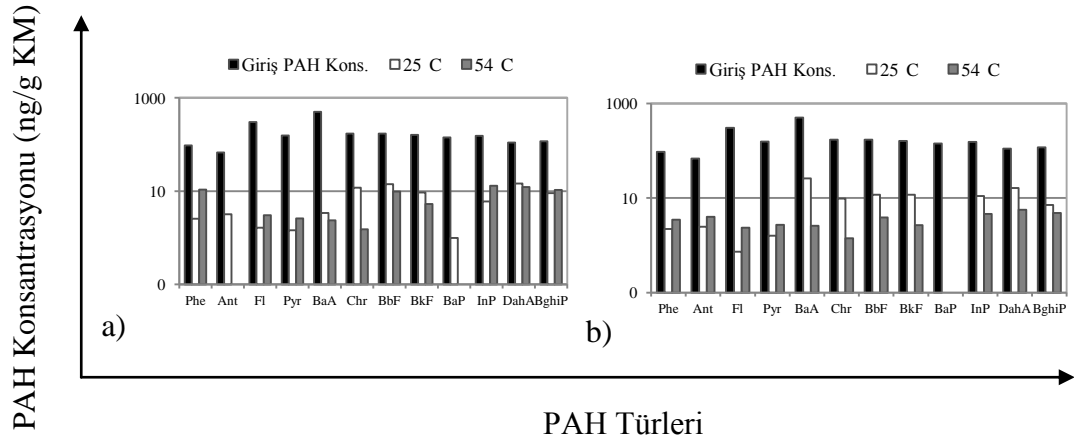 PAH Konsantrasyonu (ng/g KM)
Giriş PAH Kons. 25 C 54 C
1000
10
0
Phe Ant Fl Pyr BaA Chr BbF BkF BaP InP DahA BghiP
a)
Giriş PAH Kons. 25 C 54 C
1000
10
0
Phe Ant Fl Pyr BaA Chr BbF BkF BaP InP DahA BghiP
b)
PAH Türleri